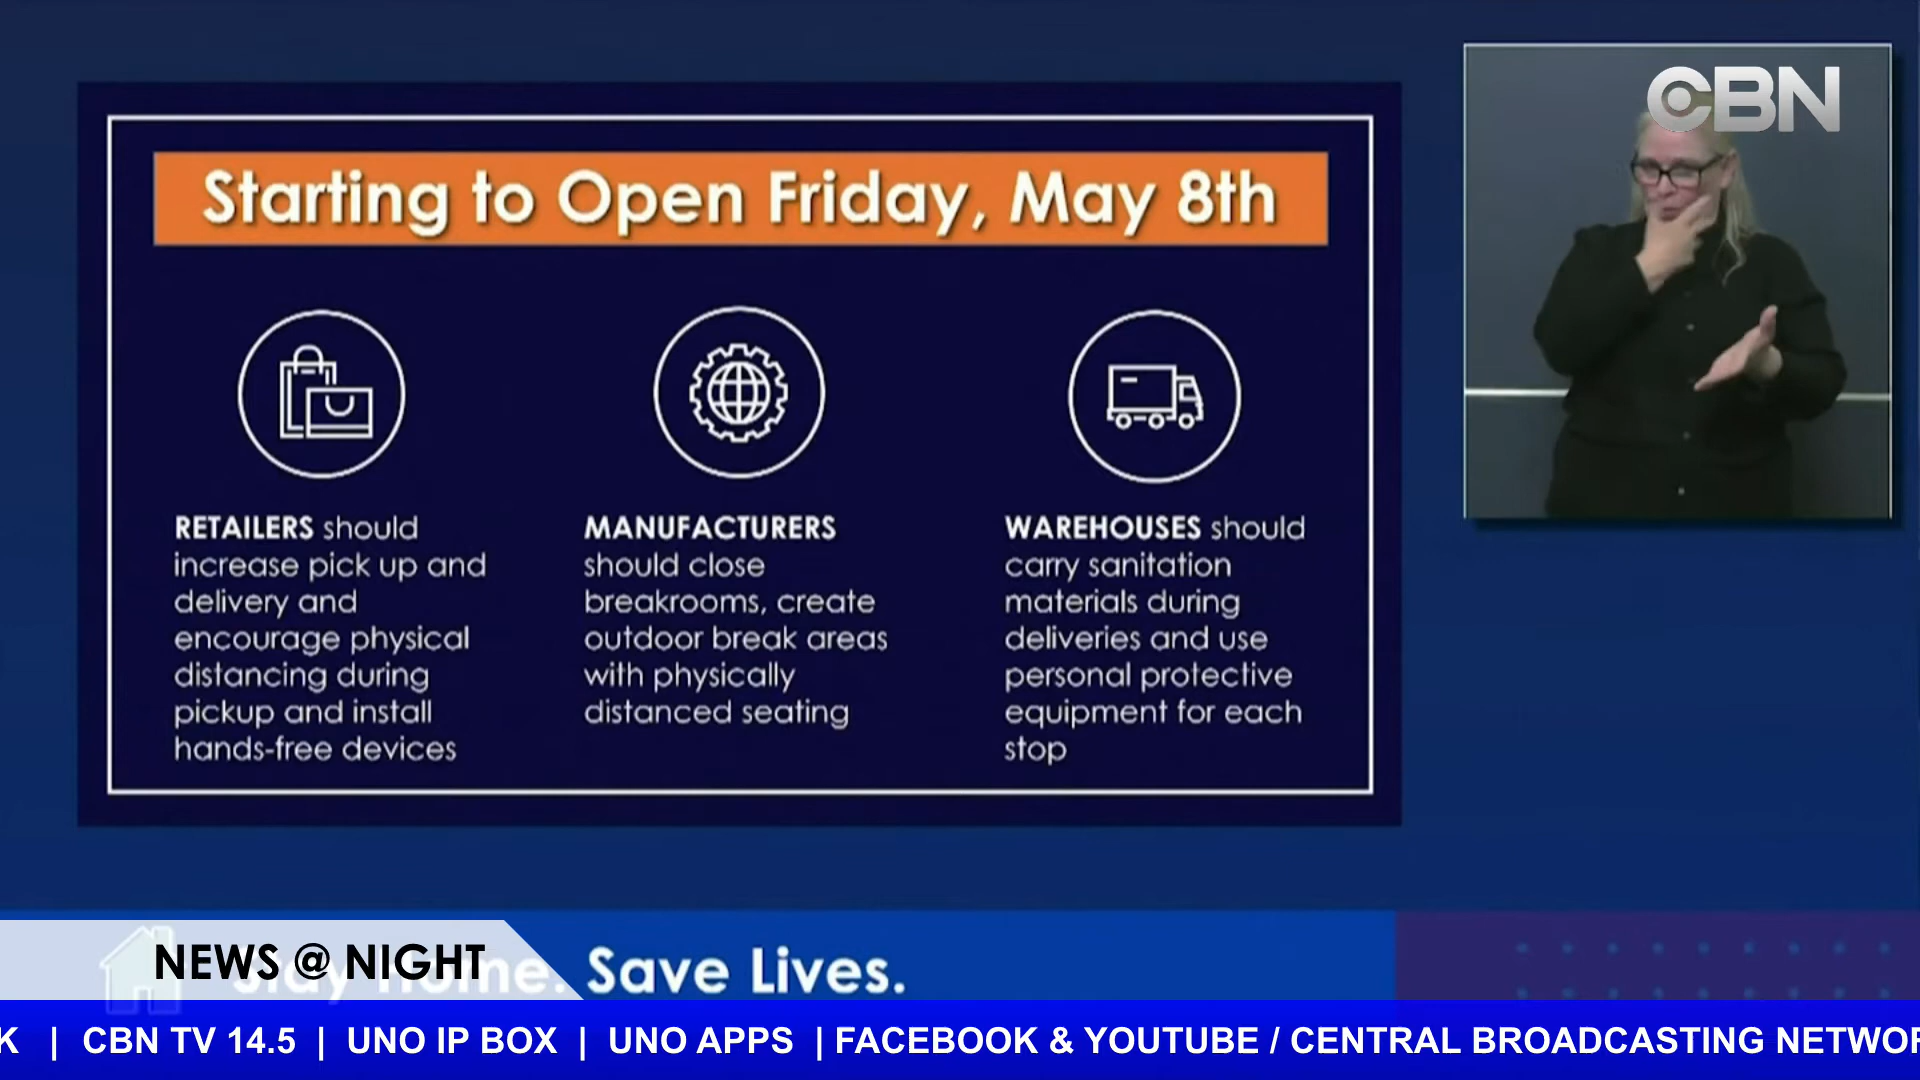 CBN
Starting to Open Friday, May 8th
RETAILERS should
increase pick up and
delivery and
encourage physical
distancing during
pickup and install
hands-free devices
MANUFACTURERS
should close
breakrooms, create
outdoor break areas
with physically
distanced seating
WAREHOUSES should
carry sanitation
materials during
deliveries and use
personal protective
equipment for each
stop
NEWS @ NIGHT
Stay Home. Save Lives.
K | CBN TV 14.5 | UNO IP BOX | UNO APPS | FACEBOOK & YOUTUBE / CENTRAL BROADCASTING NETWOR